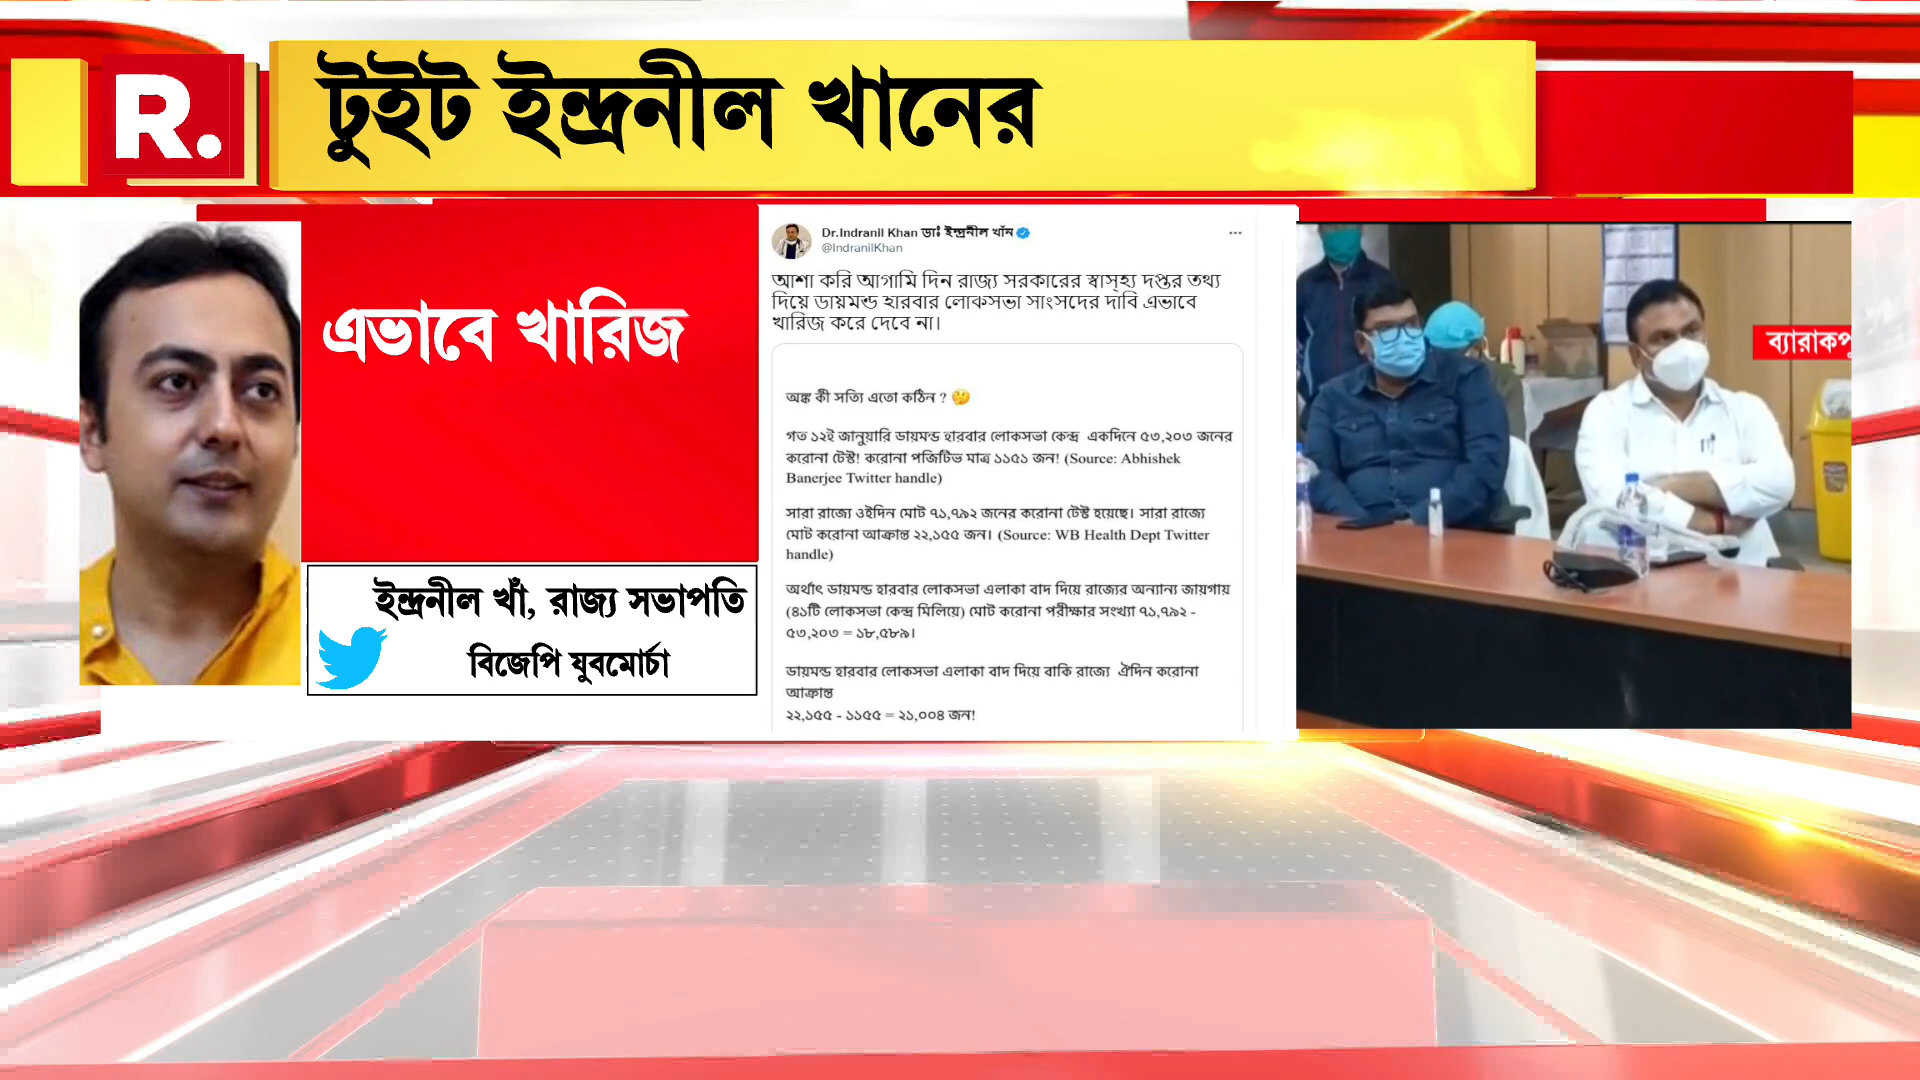 R.
টুইট ইন্দ্রনীল খানের
এভাবে খারিজ
ইন্দ্রনীল খাঁ, রাজ্য সভাপতি
বিজেপি যুবমোর্চা
Dr.Indranil Khan ডাঃ ইন্দ্রনীল খাঁন
@IndranilKhan
আশা করি আগামি দিন রাজ্য সরকারের স্বাস্হ্য দপ্তর তথ্য
দিয়ে ডায়মন্ড হারবার লোকসভা সাংসদের দাবি এভাবে
খারিজ করে দেবে না।
অঙ্ক কী সত্যি এতো কঠিন ? 🤔
গত ১২ই জানুয়ারি ডায়মন্ড হারবার লোকসভা কেন্দ্র একদিনে ৫৩,২০৩ জনের
করোনা টেস্ট! করোনা পজিটিভ মাত্র ১১৫১ জন! (Source: Abhishek
Banerjee Twitter handle)
সারা রাজ্যে ওইদিন মোট ৭১,৭৯২ জনের করোনা টেস্ট হয়েছে। সারা রাজ্যে
মোট করোনা আক্রান্ত ২২,১৫৫ জন। (Source: WB Health Dept Twitter
handle)
অর্থাৎ ডায়মন্ড হারবার লোকসভা এলাকা বাদ দিয়ে রাজ্যের অন্যান্য জায়গায়
(৪১টি লোকসভা কেন্দ্র মিলিয়ে) মোট করোনা পরীক্ষার সংখ্যা ৭১,৭৯২ -
৫৩,২০৩ = ১৮,৫৮৯।
ডায়মন্ড হারবার লোকসভা এলাকা বাদ দিয়ে বাকি রাজ্যে ঐদিন করোনা
আক্রান্ত
২২,১৫৫ - ১১৫৫ = ২১,০০৪ জন!
ব্যারাকপু